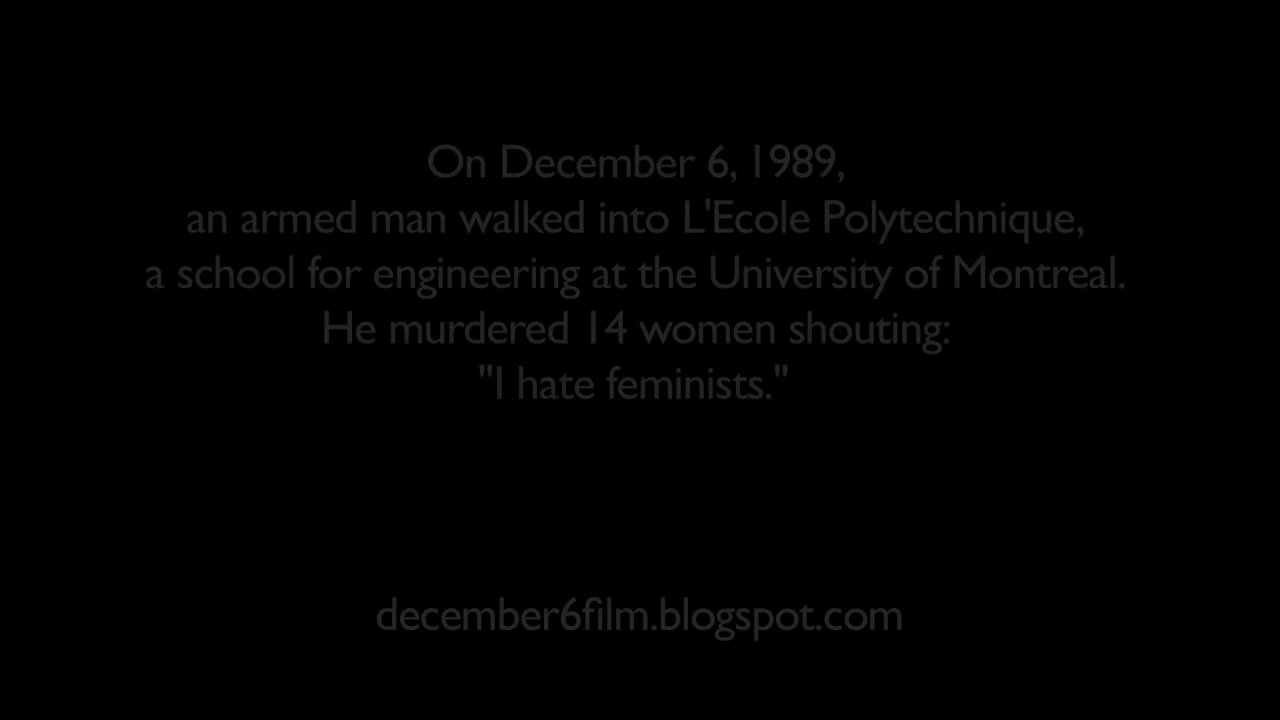 On December 6, 1989,
an armed man walked into L'Ecole Polytechnique,
a school for engineering at the University of Montreal.
He murdered 14 women shouting:
"I hate feminists."
december6film.blogspot.com